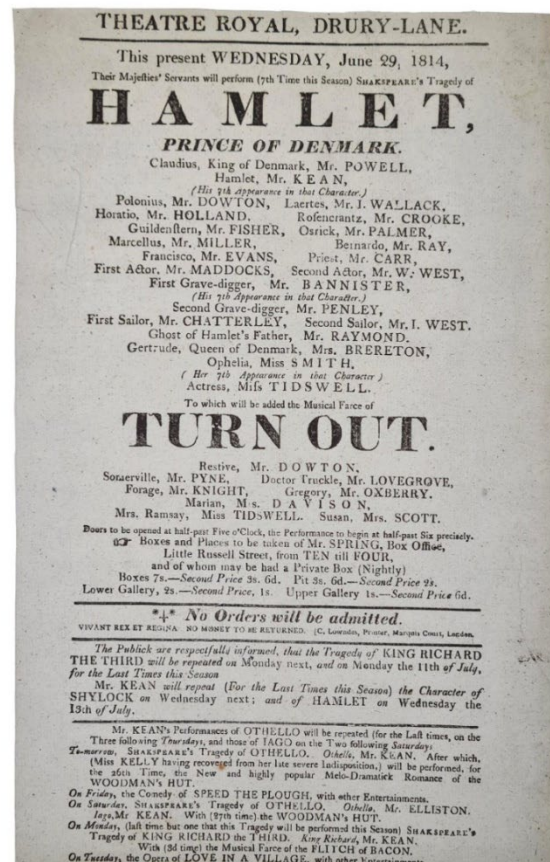 THEATRE ROYAL, DRURY-LANE.
This present WEDNESDAY, June 29, 1814,
Their Majesties' Servants will perform (7th Time this Season) SHAKSPEARE's Tragedy of
HAMLET,
PRINCE OF DENMARK.
Claudius, King of Denmark, Mr. POWELL,
Hamlet, Mr. KEAN,
(His 7th Appearance in that Character.)
Polonius, Mr. DOWTON, Laertes, Mr. I. WALLACK,
Horatio, Mr. HOLLAND, Rosencrantz, Mr. CROOKE,
Guildenstern, Mr. FISHER, Osrick, Mr. PALMER,
Marcellus, Mr. MILLER, Bernardo, Mr. RAY,
Francisco, Mr. EVANS, Priest, Mr. CARR,
First Actor, Mr. MADDOCKS, Second Actor, Mr. W. WEST,
First Grave-digger, Mr. BANNISTER,
(His 7th Appearance in that Character.)
Second Grave-digger, Mr. PENLEY,
First Sailor, Mr. CHATTERLEY, Second Sailor, Mr. I. WEST.
Ghost of Hamlet's Father, Mr. RAYMOND.
Gertrude, Queen of Denmark, Mrs. BRERETON,
Ophelia, Miss SMITH,
( Her 7th Appearance in that Character )
Actress, Miss TIDSWELL.
To which will be added the Musical Farce of
TURN OUT.
Restive, Mr. DOWTON,
Somerville, Mr. PYNE, Doctor Truckle, Mr. LOVEGROVE,
Forage, Mr. KNIGHT, Gregory, Mr. OXBERRY.
Marian, Mrs. DAVISON,
Mrs. Ramsay, Miss TIDSWELL. Susan, Mrs. SCOTT.
Doors to be opened at half-past Five o'Clock, the Performance to begin at half-past Six precisely.
☞ Boxes and Places to be taken of Mr. SPRING, Box Office,
Little Russell Street, from TEN till FOUR,
and of whom may be had a Private Box (Nightly)
Boxes 7s.—Second Price 3s. 6d. Pit 3s. 6d.—Second Price 2s.
Lower Gallery, 2s.—Second Price, 1s. Upper Gallery 1s.—Second Price 6d.
*‡* No Orders will be admitted.
VIVANT REX ET REGINA. NO MONEY TO BE RETURNED. (C. Lowndes, Printer, Marquis Court, London.
The Publick are respectfully informed, that the Tragedy of KING RICHARD
THE THIRD will be repeated on Monday next, and on Monday the 11th of July,
for the Last Times this Season
Mr. KEAN will repeat (For the Last Times this Season) the Character of
SHYLOCK on Wednesday next; and of HAMLET on Wednesday the
13th of July.
Mr. KEAN's Performances of OTHELLO will be repeated (for the Last times, on the
Three following Thursdays, and those of IAGO on the Two following Saturdays
To-morrow, SHAKSPEARE's Tragedy of OTHELLO. Othello, Mr. KEAN. After which,
(Miss KELLY having recovered from her late severe Indisposition,) will be performed, for
the 26th Time, the New and highly popular Melo-Dramatick Romance of the
WOODMAN's HUT.
On Friday, the Comedy of SPEED THE PLOUGH, with other Entertainments.
On Saturday, SHAKSPEARE's Tragedy of OTHELLO, Othello, Mr. ELLISTON.
Iago, Mr. KEAN. With (27th time) the WOODMAN's HUT.
On Monday, (last time but one that this Tragedy will be performed this Season) SHAKSPEARE's
Tragedy of KING RICHARD the THIRD. King Richard, Mr. KEAN.
With (3d time) the Musical Farce of the FLITCH of BACON.
On Tuesday, the Opera of LOVE IN A VILLAGE, with other Entertainments